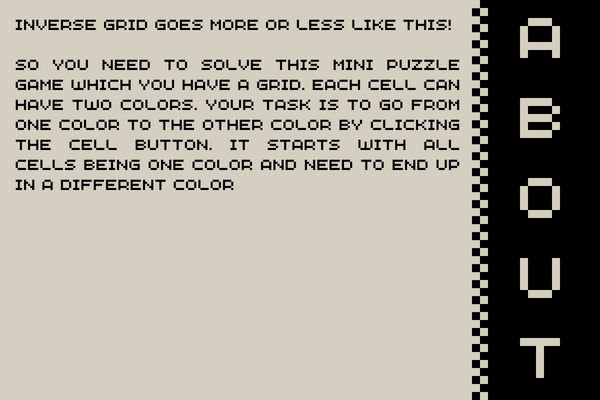 INVERSE GRID GOES MORE OR LESS LIKE THIS!
SO YOU NEED TO SOLVE THIS MINI PUZZLE
GAME WHICH YOU HAVE A GRID. EACH CELL CAN
HAVE TWO COLORS. YOUR TASK IS TO GO FROM
ONE COLOR TO THE OTHER COLOR BY CLICKING
THE CELL BUTTON. IT STARTS WITH ALL
CELLS BEING ONE COLOR AND NEED TO END UP
IN A DIFFERENT COLOR
ABOUT